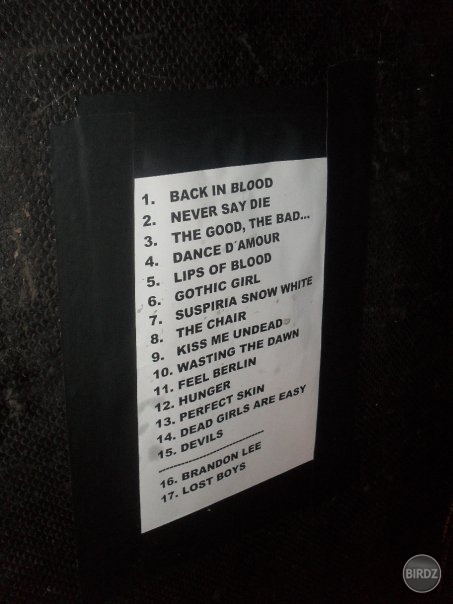 1. BACK IN BLOOD
2. NEVER SAY DIE
3. THE GOOD, THE BAD...
4. DANCE D´AMOUR
5. LIPS OF BLOOD
6. GOTHIC GIRL
7. SUSPIRIA SNOW WHITE
8. THE CHAIR
9. KISS ME UNDEAD
10. WASTING THE DAWN
11. FEEL BERLIN
12. HUNGER
13. PERFECT SKIN
14. DEAD GIRLS ARE EASY
15. DEVILS
--------------------------
16. BRANDON LEE
17. LOST BOYS
BIRDZ